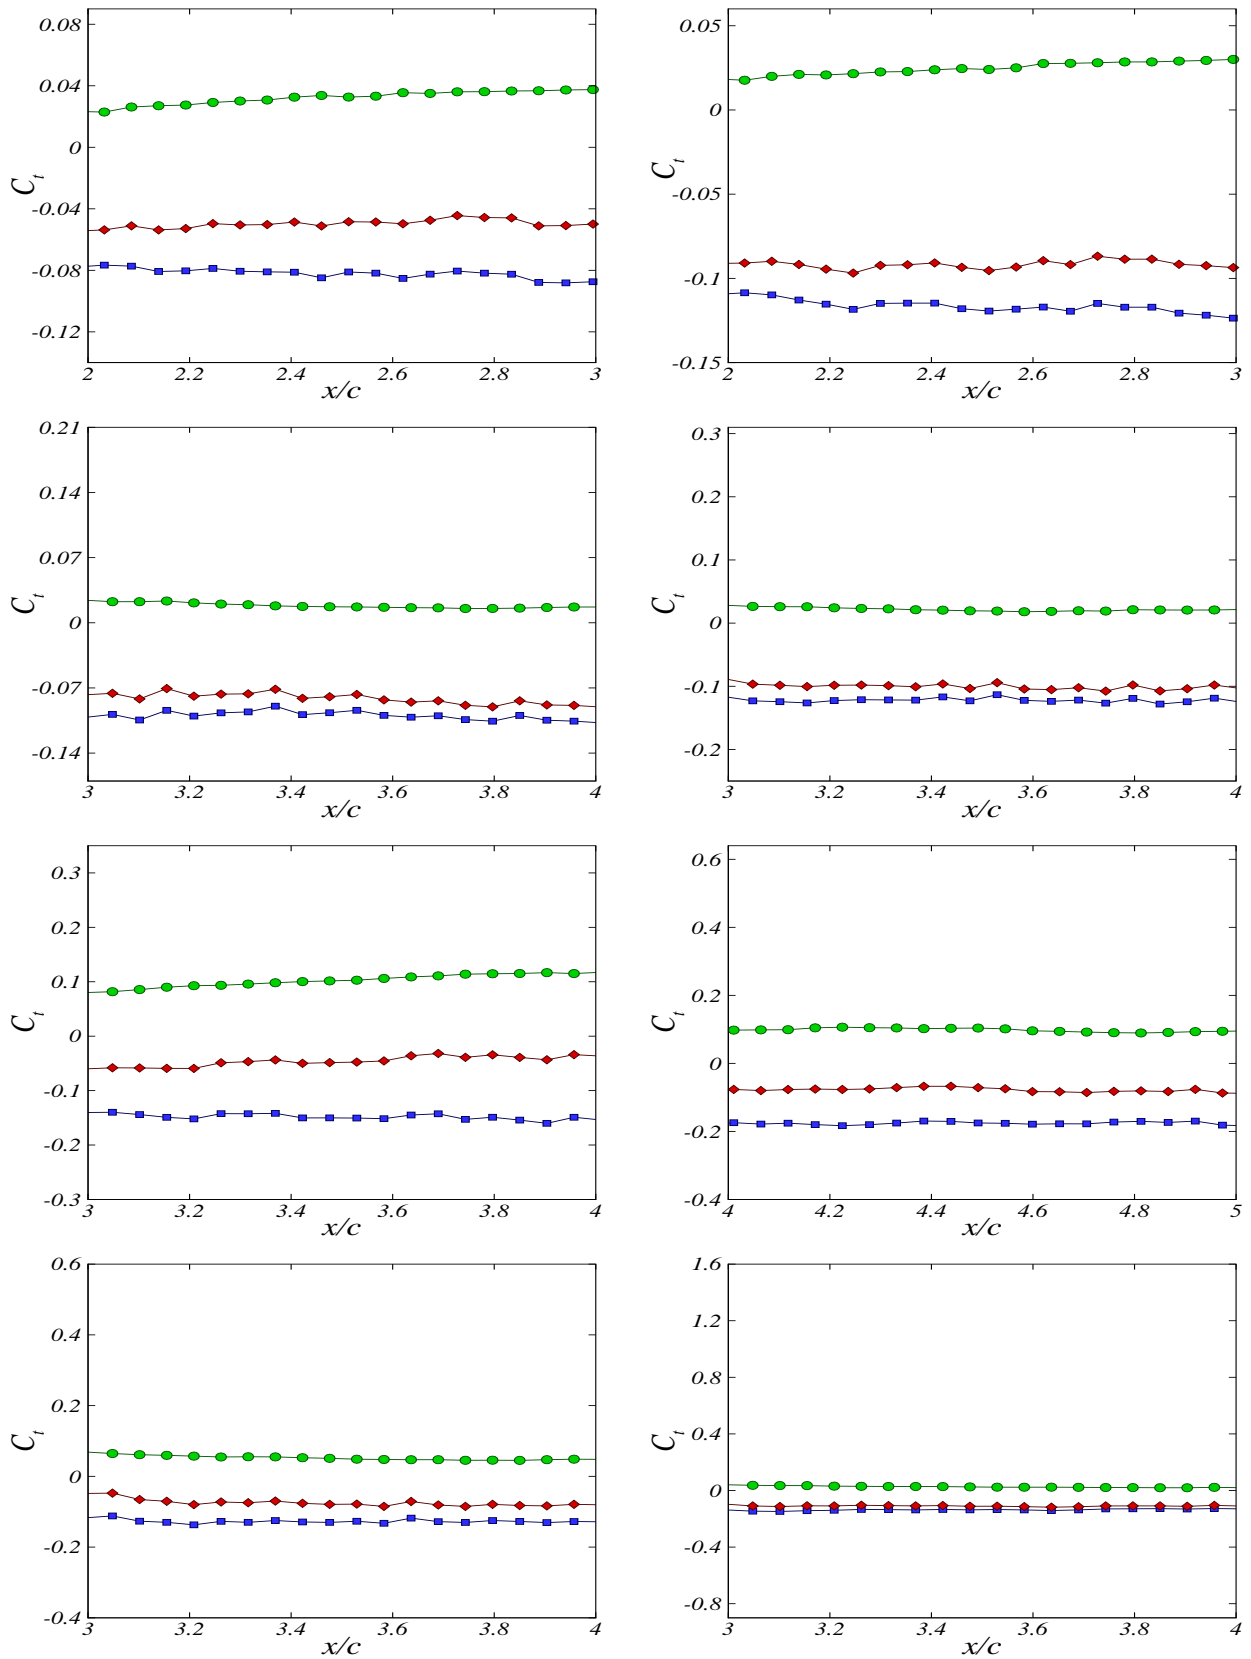 0.08
0.04
0
-0.04
-0.08
-0.12
C_t
2 2.2 2.4 2.6 2.8 3
x/c
0.05
0
-0.05
-0.1
-0.15
C_t
2 2.2 2.4 2.6 2.8 3
x/c
0.21
0.14
0.07
0
-0.07
-0.14
C_t
3 3.2 3.4 3.6 3.8 4
x/c
0.3
0.2
0.1
0
-0.1
-0.2
C_t
3 3.2 3.4 3.6 3.8 4
x/c
0.3
0.2
0.1
0
-0.1
-0.2
-0.3
C_t
3 3.2 3.4 3.6 3.8 4
x/c
0.6
0.4
0.2
0
-0.2
-0.4
C_t
4 4.2 4.4 4.6 4.8 5
x/c
0.6
0.4
0.2
0
-0.2
-0.4
C_t
3 3.2 3.4 3.6 3.8 4
x/c
1.6
1.2
0.8
0.4
0
-0.4
-0.8
C_t
3 3.2 3.4 3.6 3.8 4
x/c